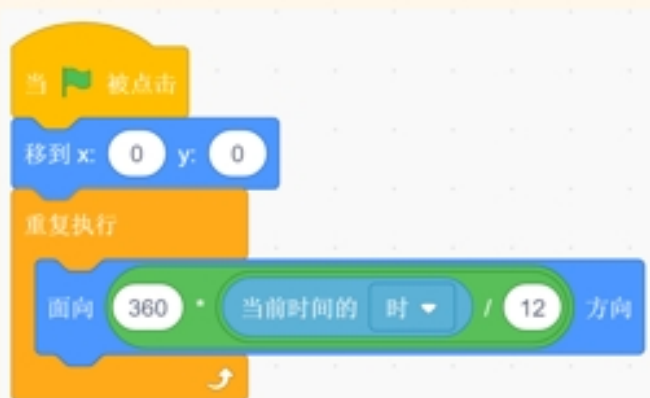 当 被点击
移到 x: 0 y: 0
重复执行
面向 360 * 当前时间的 时 / 12 方向